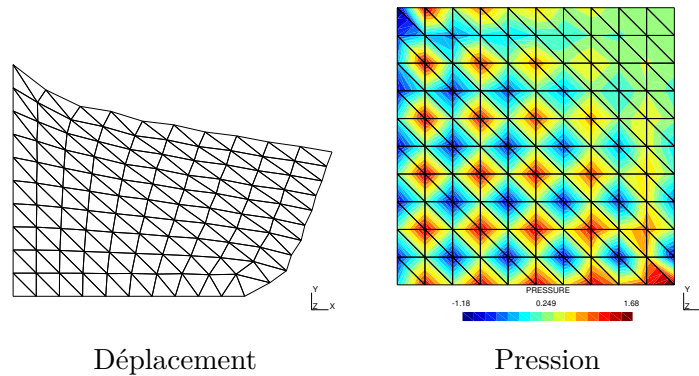 Y
Z X
PRESSURE
-1.18 0.249 1.68
Y
Z
Déplacement
Pression